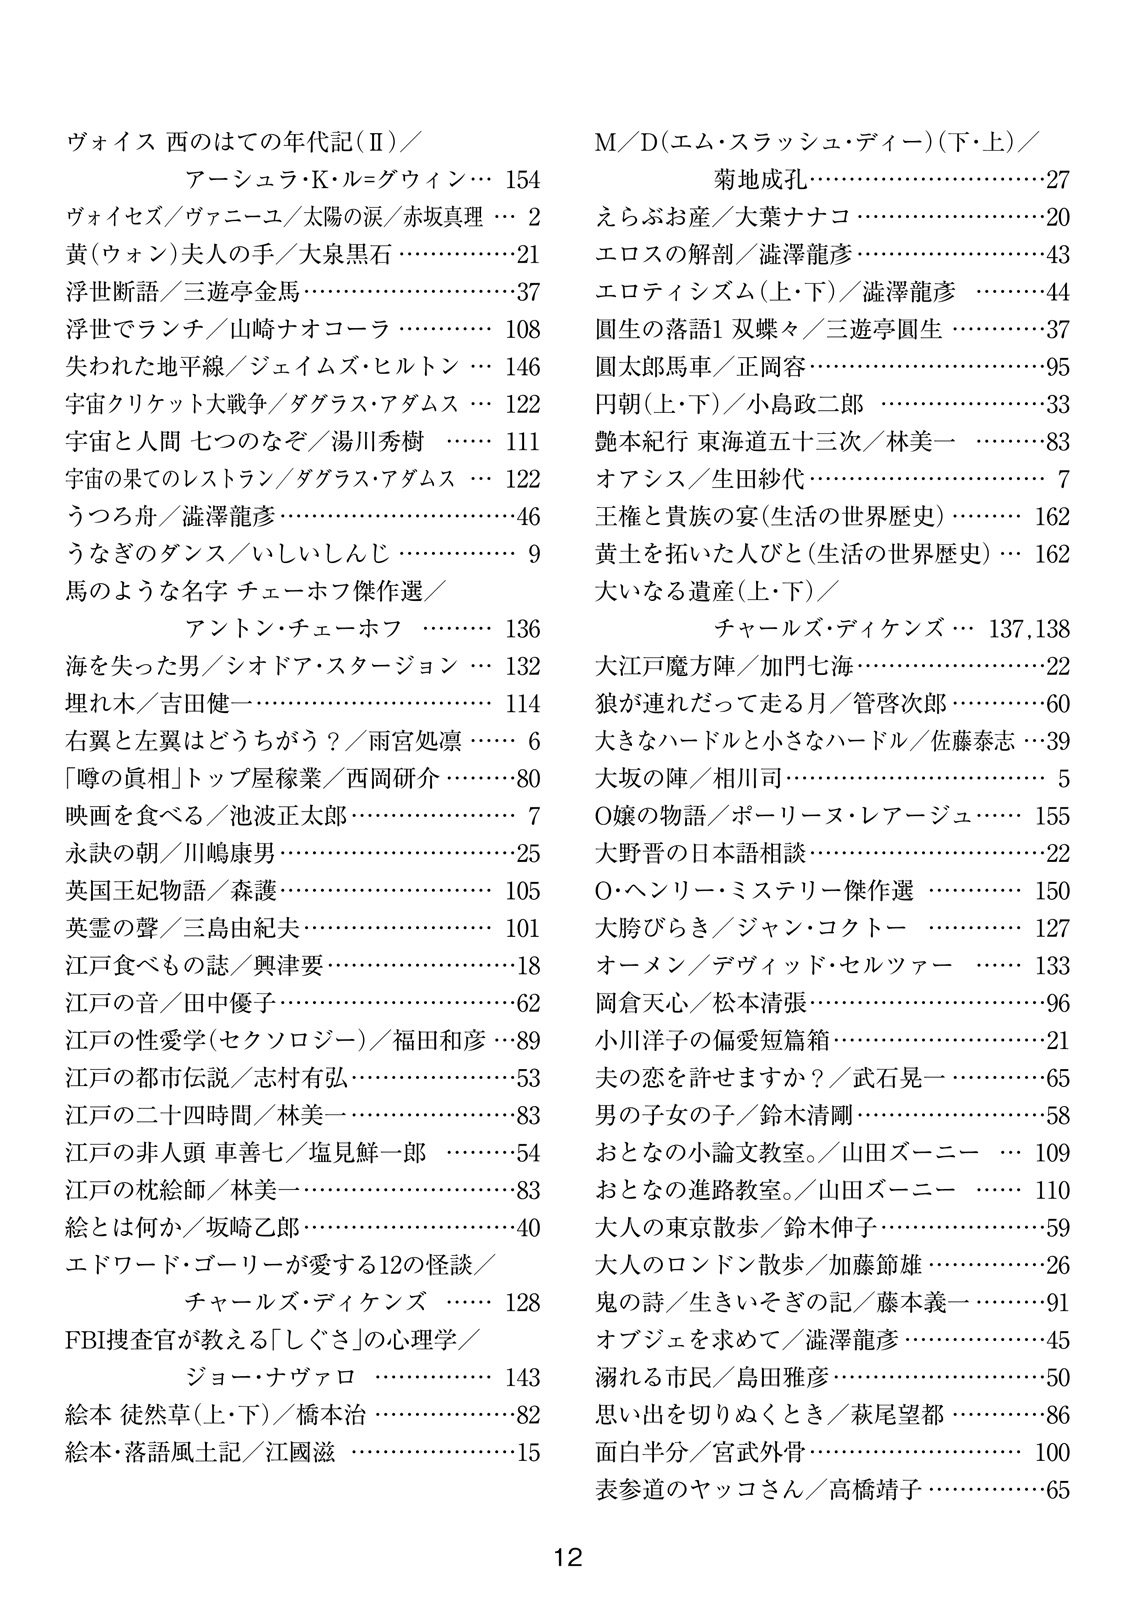 ヴォイス 西のはての年代記(Ⅱ)／
アーシュラ・K・ル=グウィン… 154
ヴォイセズ／ヴァニーユ／太陽の涙／赤坂真理 … 2
黄(ウォン)夫人の手／大泉黒石……………21
浮世断語／三遊亭金馬………………………37
浮世でランチ／山崎ナオコーラ ………… 108
失われた地平線／ジェイムズ・ヒルトン … 146
宇宙クリケット大戦争／ダグラス・アダムス … 122
宇宙と人間 七つのなぞ／湯川秀樹 …… 111
宇宙の果てのレストラン／ダグラス・アダムス … 122
うつろ舟／澁澤龍彥…………………………46
うなぎのダンス／いしいしんじ …………… 9
馬のような名字 チェーホフ傑作選／
アントン・チェーホフ ……… 136
海を失った男／シオドア・スタージョン … 132
埋れ木／吉田健一………………………… 114
右翼と左翼はどうちがう？／雨宮処凛 …… 6
「噂の眞相」トップ屋稼業／西岡研介………80
映画を食べる／池波正太郎………………… 7
永訣の朝／川嶋康男…………………………25
英国王妃物語／森護……………………… 105
英霊の聲／三島由紀夫…………………… 101
江戸食べもの誌／興津要……………………18
江戸の音／田中優子…………………………62
江戸の性愛学(セクソロジー)／福田和彦…89
江戸の都市伝説／志村有弘…………………53
江戸の二十四時間／林美一…………………83
江戸の非人頭 車善七／塩見鮮一郎 ………54
江戸の枕絵師／林美一………………………83
絵とは何か／坂崎乙郎………………………40
エドワード・ゴーリーが愛する12の怪談／
チャールズ・ディケンズ …… 128
FBI捜査官が教える「しぐさ」の心理学／
ジョー・ナヴァロ …………… 143
絵本 徒然草(上・下)／橋本治………………82
絵本・落語風土記／江國滋 …………………15
M／D(エム・スラッシュ・ディー)(下・上)／
菊地成孔…………………………27
えらぶお産／大葉ナナコ……………………20
エロスの解剖／澁澤龍彥……………………43
エロティシズム(上・下)／澁澤龍彥 ………44
圓生の落語1 双蝶々／三遊亭圓生 …………37
圓太郎馬車／正岡容…………………………95
円朝(上・下)／小島政二郎 …………………33
艶本紀行 東海道五十三次／林美一 ………83
オアシス／生田紗代………………………… 7
王権と貴族の宴(生活の世界歴史)……… 162
黄土を拓いた人びと(生活の世界歴史)… 162
大いなる遺産(上・下)／
チャールズ・ディケンズ… 137,138
大江戸魔方陣／加門七海……………………22
狼が連れだって走る月／管啓次郎…………60
大きなハードルと小さなハードル／佐藤泰志…39
大坂の陣／相川司…………………………… 5
O嬢の物語／ポーリーヌ・レアージュ…… 155
大野晋の日本語相談…………………………22
O・ヘンリー・ミステリー傑作選 ………… 150
大胯びらき／ジャン・コクトー ………… 127
オーメン／デヴィッド・セルツァー …… 133
岡倉天心／松本清張…………………………96
小川洋子の偏愛短篇箱………………………21
夫の恋を許せますか？／武石晃一…………65
男の子女の子／鈴木清剛……………………58
おとなの小論文教室。／山田ズーニー … 109
おとなの進路教室。／山田ズーニー …… 110
大人の東京散歩／鈴木伸子…………………59
大人のロンドン散歩／加藤節雄……………26
鬼の詩／生きいそぎの記／藤本義一………91
オブジェを求めて／澁澤龍彥………………45
溺れる市民／島田雅彦………………………50
思い出を切りぬくとき／萩尾望都…………86
面白半分／宮武外骨……………………… 100
表参道のヤッコさん／高橋靖子……………65
12